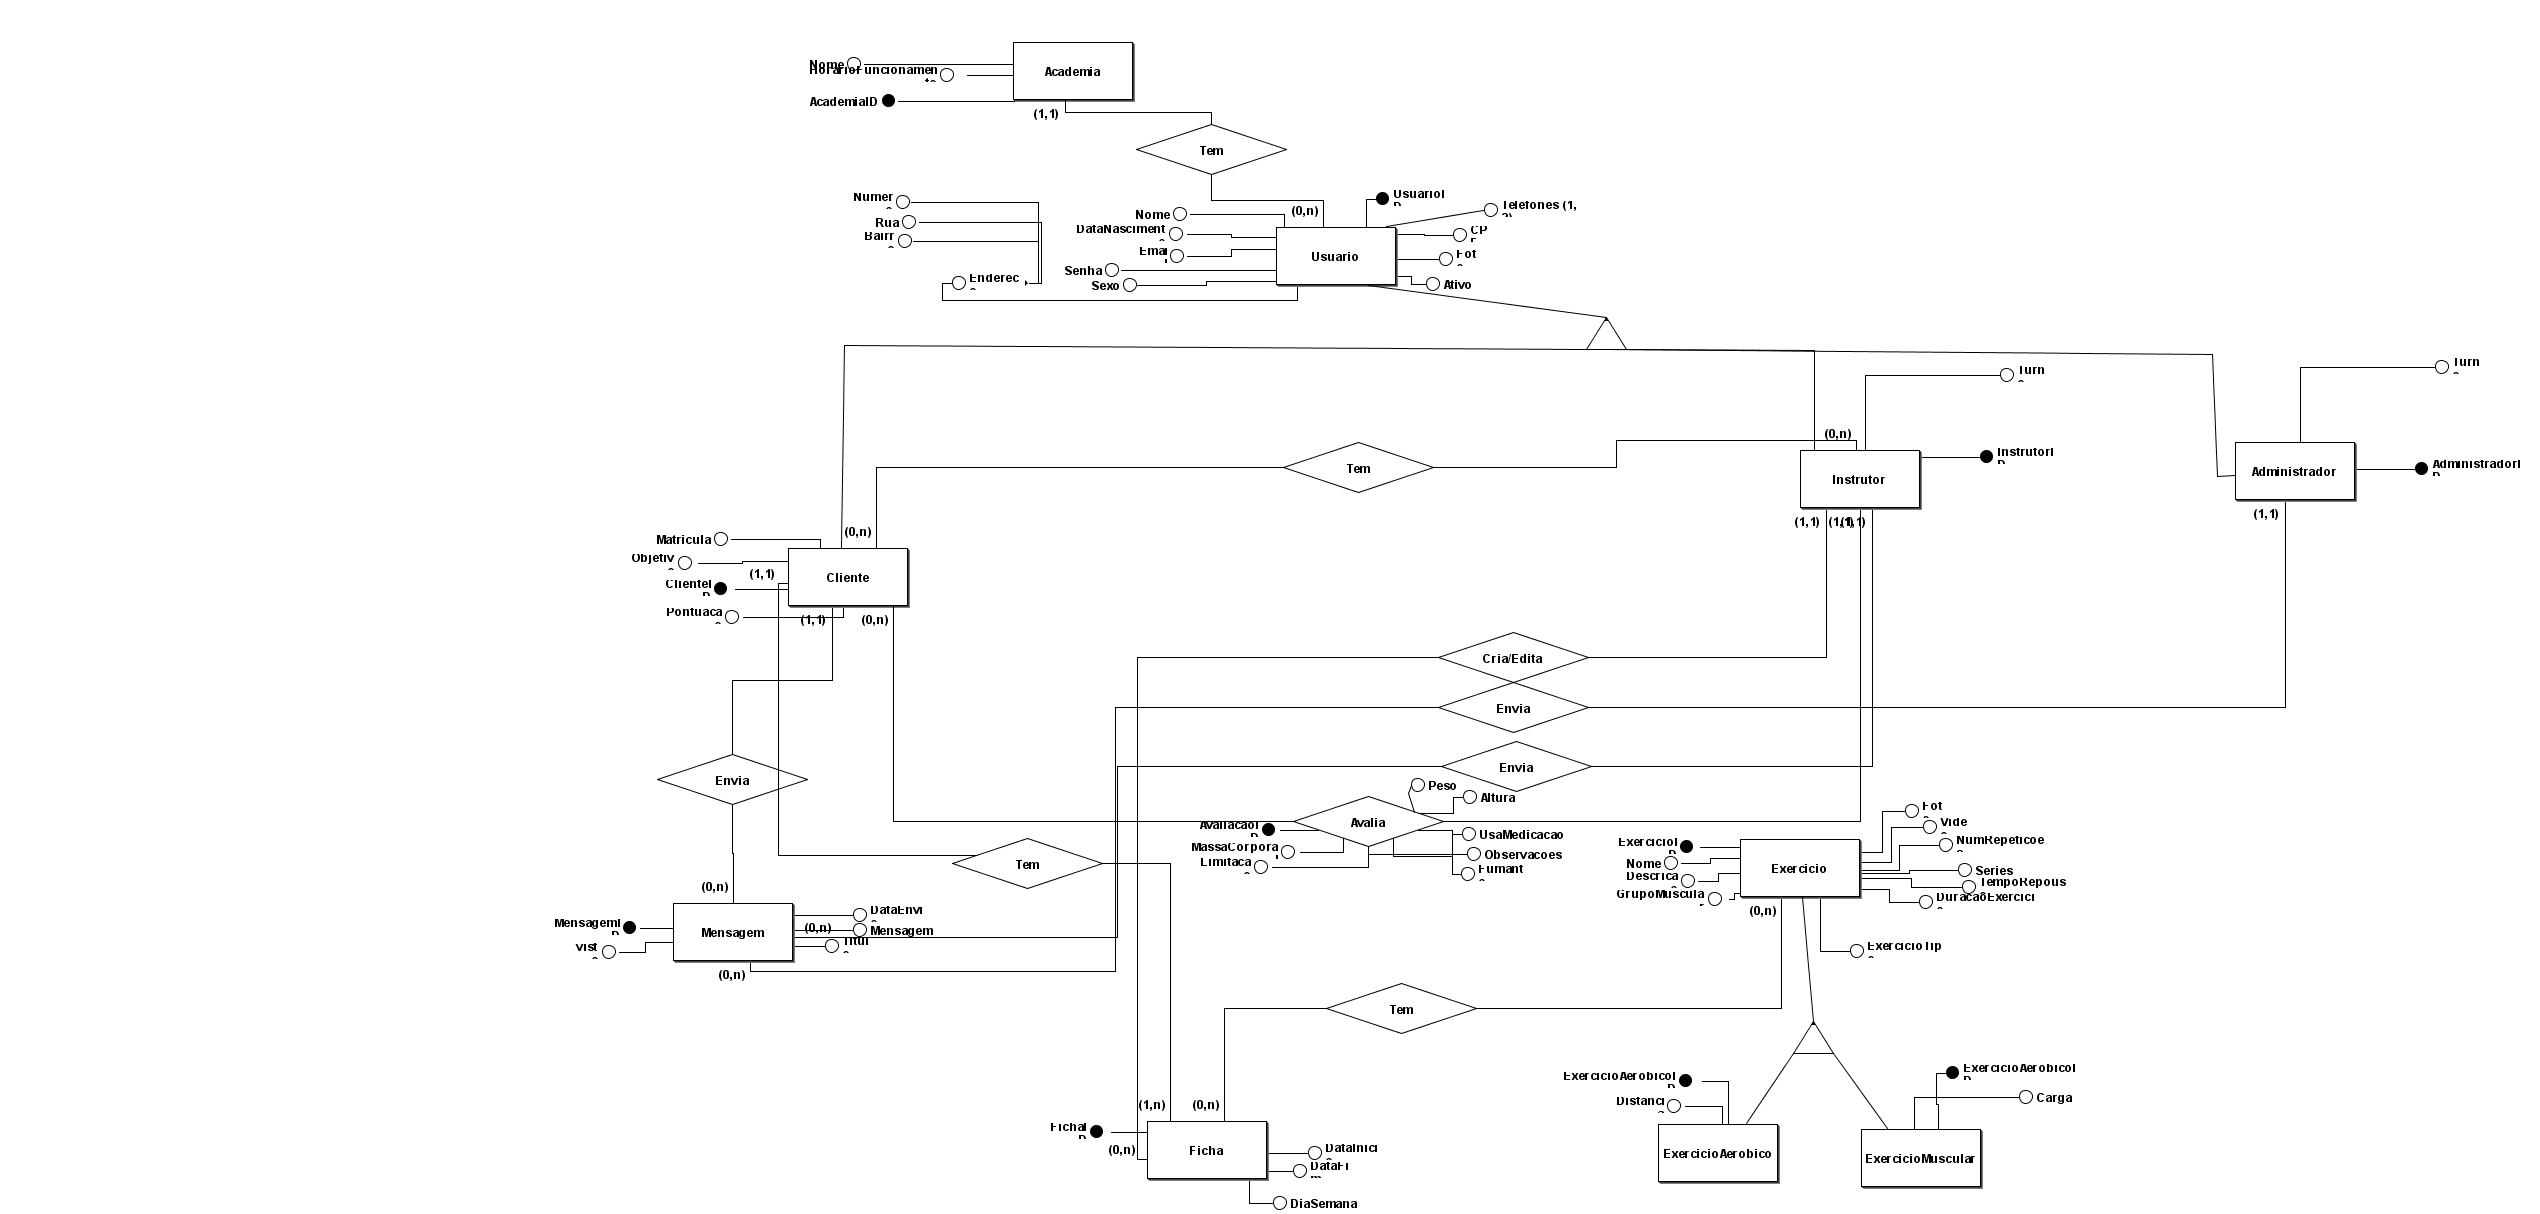 Nome
HorarioFuncionamen
to
Academia
AcademiaID
(1,1)
Tem
Numer
o
Rua
Bairr
o
Enderec
o
(0,n)
UsuarioI
D
Telefones (1,
Nome
DataNasciment
o
Emai
l
Senha
Sexo
Usuario
CP
F
Fot
o
Ativo
Turn
o
Turn
o
(0,n)
Tem
Instrutor
InstrutorI
D
Administrador
AdministradorI
D
(1,1)
(1,1)
(1,1)
(0,n)
Matricula
Objetiv
o
(1,1)
ClienteI
D
Cliente
Pontuaca
o
(1,1)
(0,n)
Cria/Edita
Envia
Envia
Envia
Peso
Altura
AvaliacaoI
D
Avalia
UsaMedicacao
MassaCorpora
l
Observacoes
Limitaca
o
Fumant
e
Tem
Fot
o
Vide
o
ExercicioI
D
NumRepeticoe
s
Nome
Exercicio
Series
Descrica
o
TempoRepous
o
GrupoMuscula
r
DuracaoExercici
o
(0,n)
ExercicioTip
o
(0,n)
MensagemI
D
Vist
o
Mensagem
DataEnvi
o
(0,n)
Mensagem
Titul
o
(0,n)
Tem
ExercicioAerobicoI
D
Distanci
a
ExercicioAerobicoI
D
Carga
(1,n)
(0,n)
FichaI
D
(0,n)
Ficha
DataInici
o
DataFi
m
DiaSemana
ExercicioAerobico
ExercicioMuscular